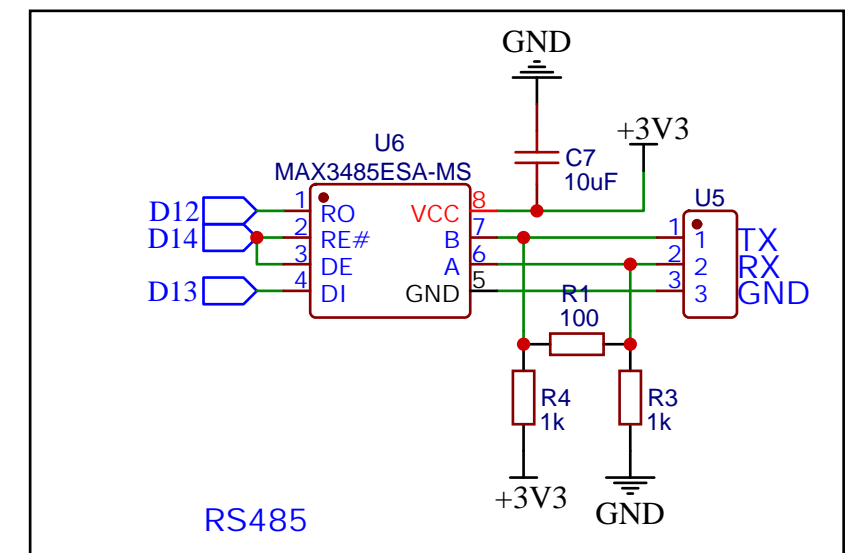 GND
+3V3
C7
10uF
U6
MAX3485ESA-MS
U5
D12 1 RO VCC 8
D14 2 RE# B 7 1 1 TX
3 DE A 6 2 2 RX
D13 4 DI GND 5 3 3 GND
R1
100
R4
1k
R3
1k
+3V3
GND
RS485